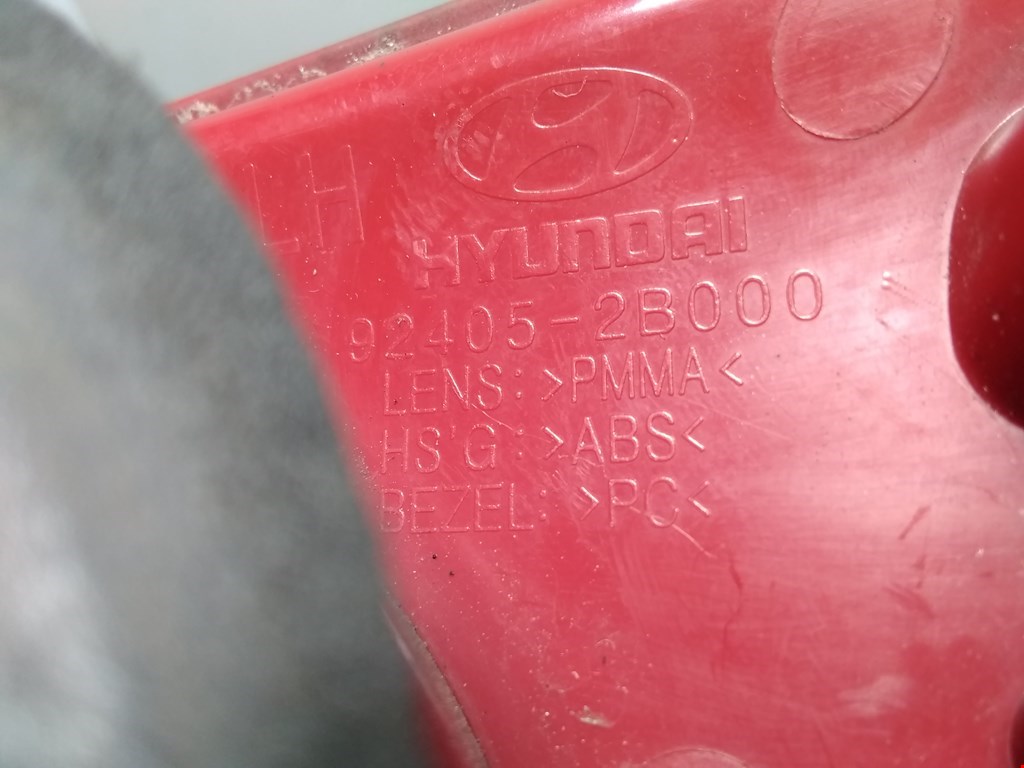 LH
HYUNDAI
92405-2B000
LENS: >PMMA<
HS'G: >ABS<
BEZEL: >PC<